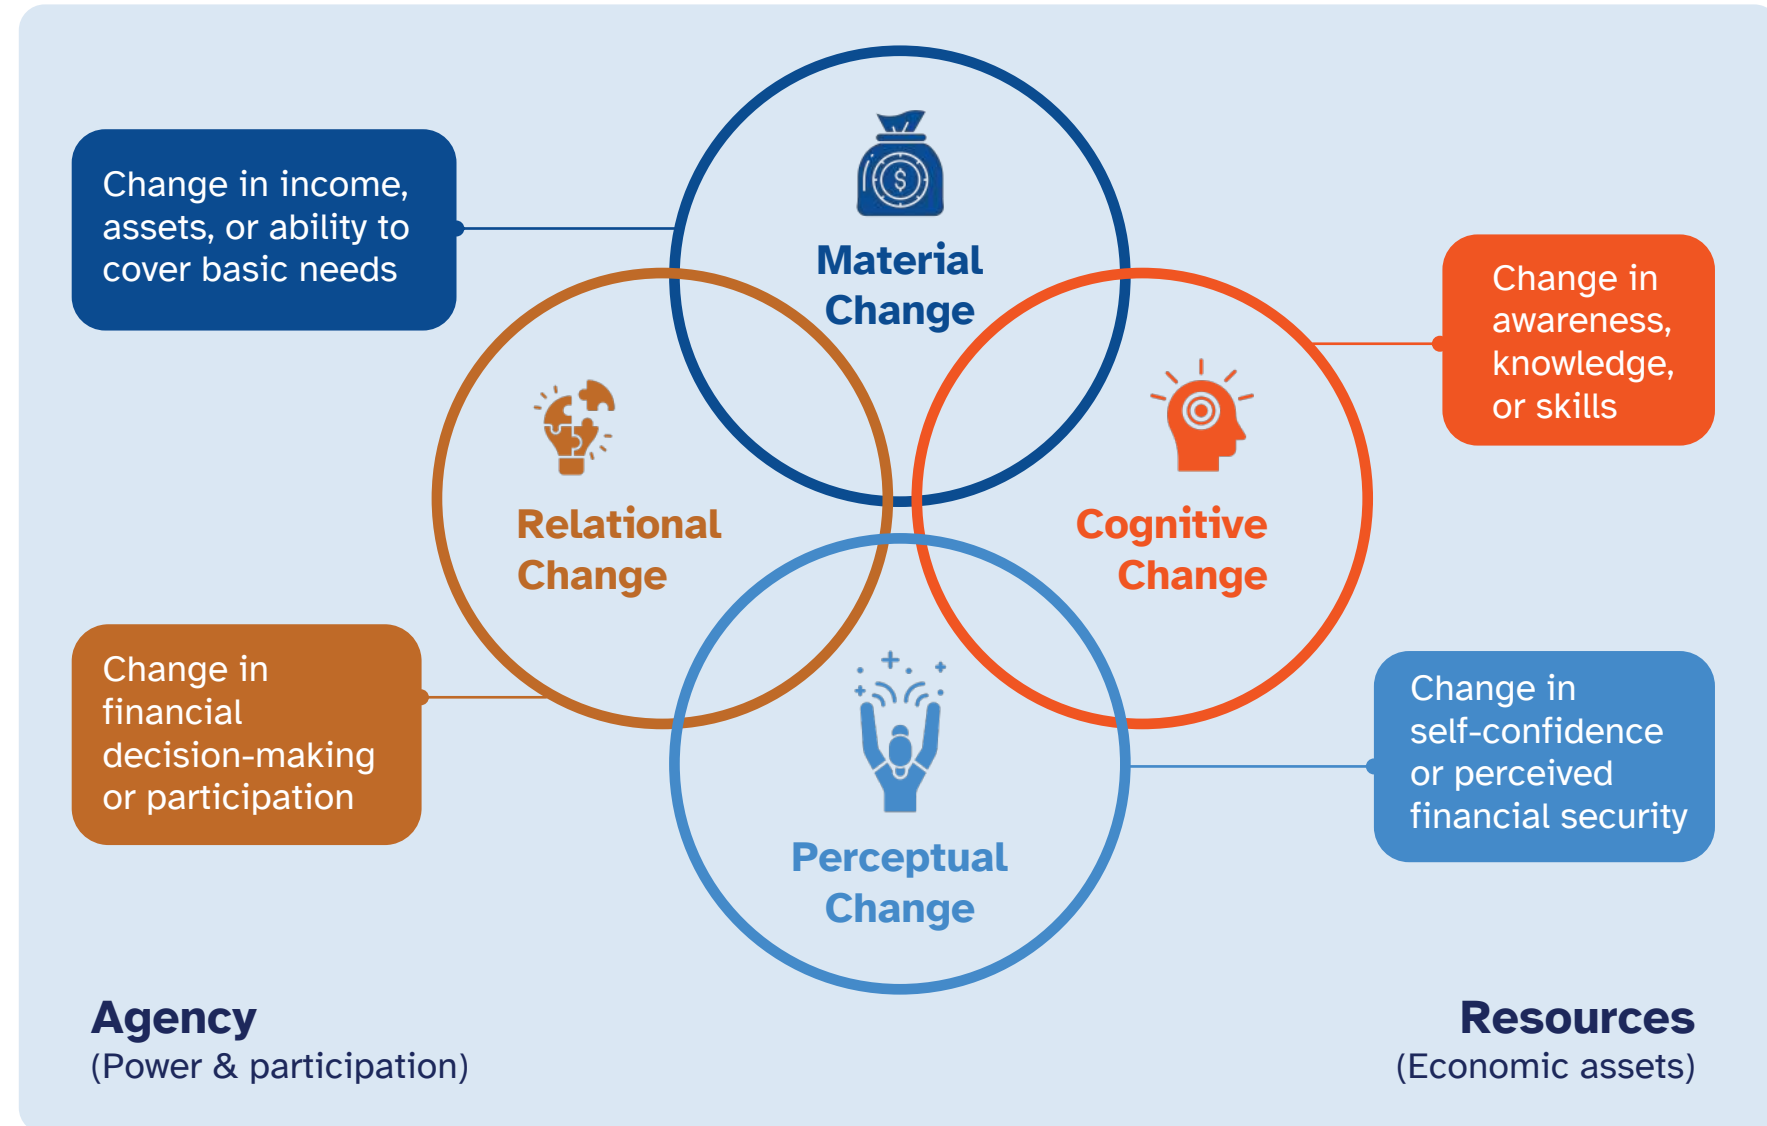 Change in income,
assets, or ability to
cover basic needs
$
Material
Change
Change in
awareness,
knowledge,
or skills
Relational
Change
Cognitive
Change
Change in
financial
decision-making
or participation
Change in
self-confidence
or perceived
financial security
Perceptual
Change
Agency
(Power & participation)
Resources
(Economic assets)